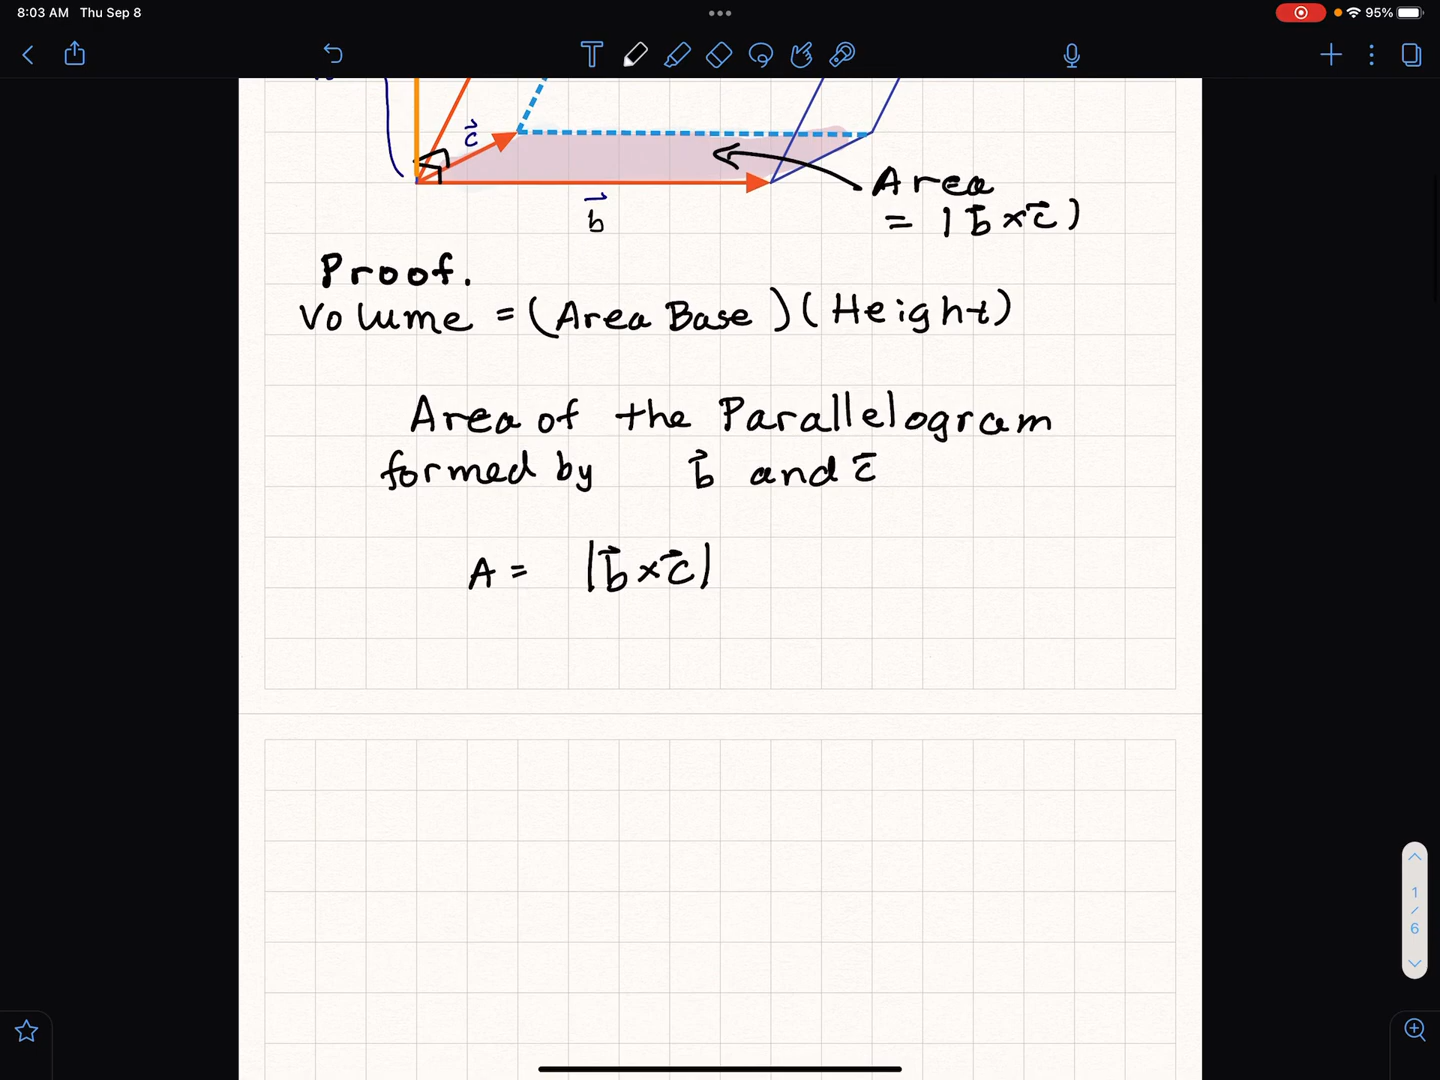 8:03 AM Thu Sep 8
95%
c⃗
b⃗
Area
= |b⃗ × c⃗|
Proof.
Volume = (Area Base)(Height)
Area of the Parallelogram
formed by b⃗ and c̄
A = |b⃗ × c⃗|
1
/
6